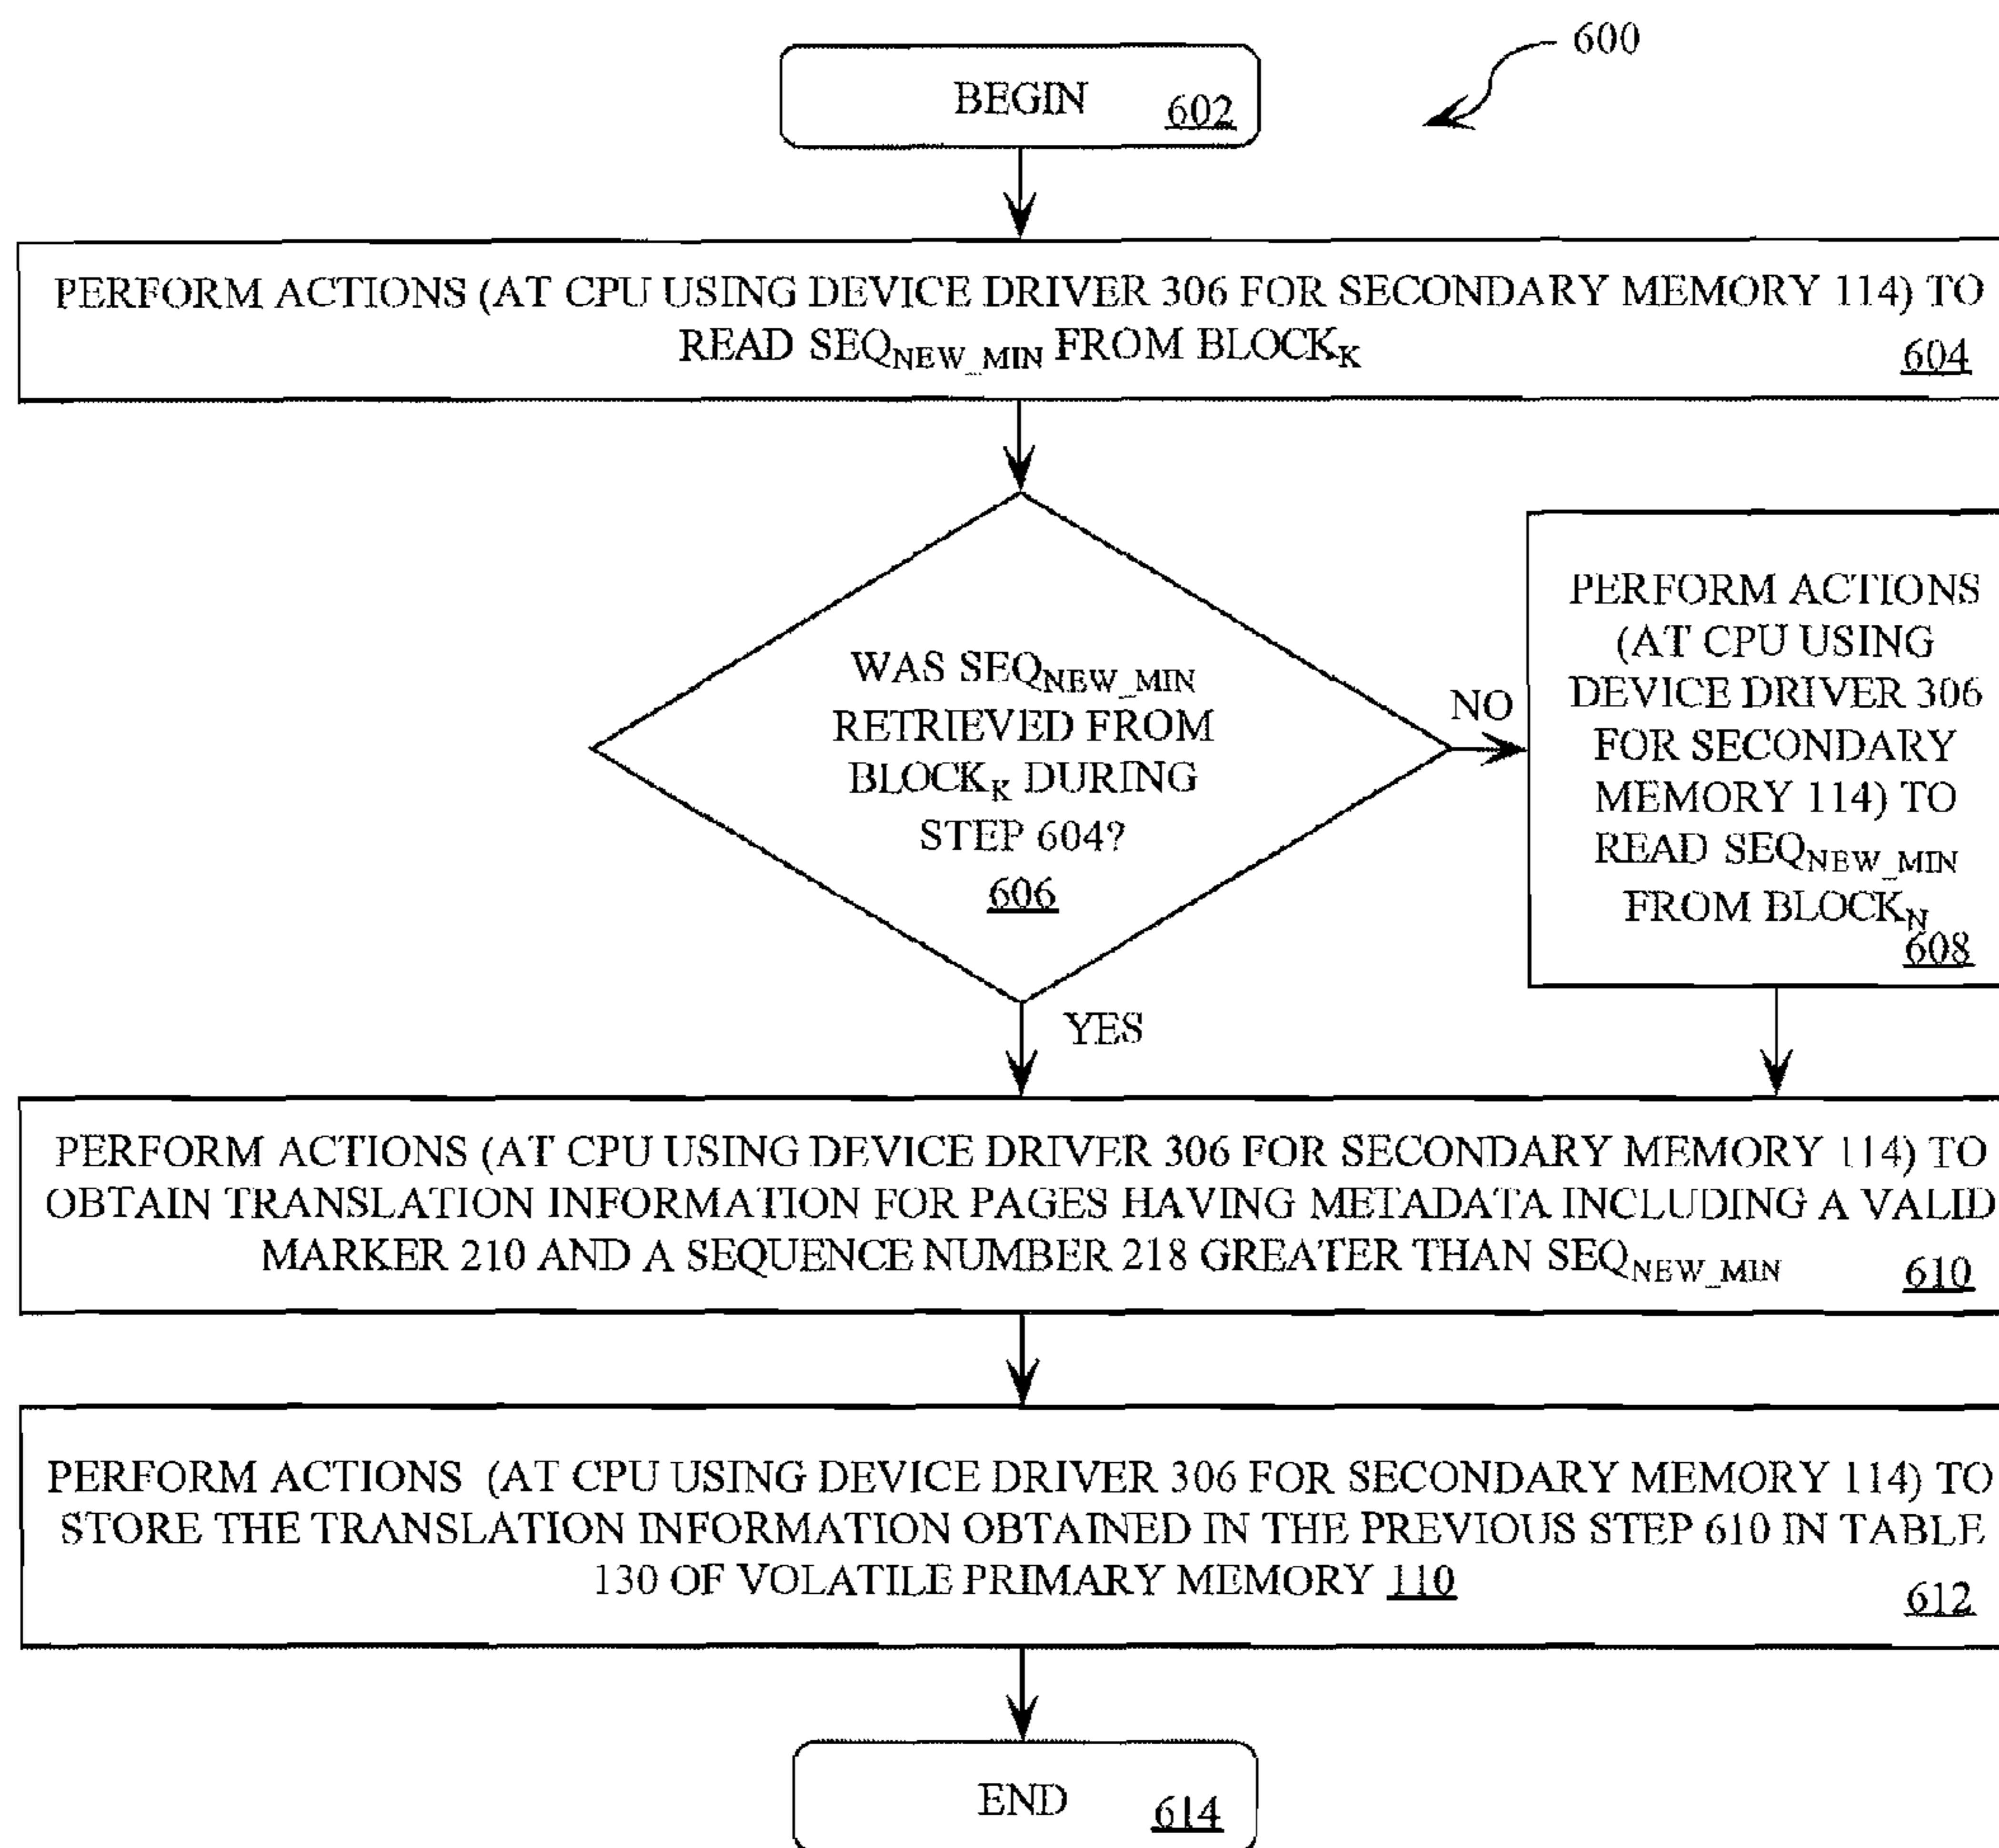 600
BEGIN 602
PERFORM ACTIONS (AT CPU USING DEVICE DRIVER 306 FOR SECONDARY MEMORY 114) TO
READ SEQNEW_MIN FROM BLOCKK
604
WAS SEQNEW_MIN
RETRIEVED FROM
BLOCKK DURING
STEP 604?
606
NO
PERFORM ACTIONS
(AT CPU USING
DEVICE DRIVER 306
FOR SECONDARY
MEMORY 114) TO
READ SEQNEW_MIN
FROM BLOCKN
608
YES
PERFORM ACTIONS (AT CPU USING DEVICE DRIVER 306 FOR SECONDARY MEMORY 114) TO
OBTAIN TRANSLATION INFORMATION FOR PAGES HAVING METADATA INCLUDING A VALID
MARKER 210 AND A SEQUENCE NUMBER 218 GREATER THAN SEQNEW_MIN
610
PERFORM ACTIONS (AT CPU USING DEVICE DRIVER 306 FOR SECONDARY MEMORY 114) TO
STORE THE TRANSLATION INFORMATION OBTAINED IN THE PREVIOUS STEP 610 IN TABLE
130 OF VOLATILE PRIMARY MEMORY 110
612
END 614